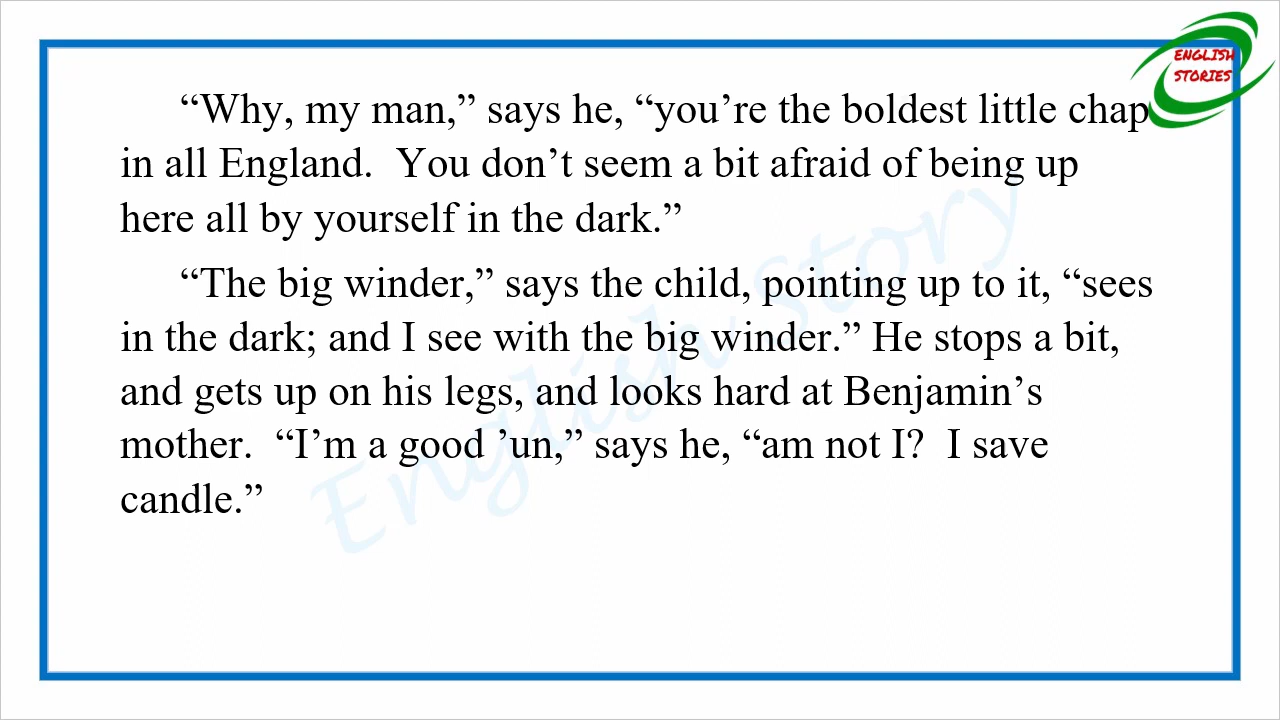 ENGLISH
STORIES
“Why, my man,” says he, “you’re the boldest little chap
in all England.  You don’t seem a bit afraid of being up
here all by yourself in the dark.”
“The big winder,” says the child, pointing up to it, “sees
in the dark; and I see with the big winder.” He stops a bit,
and gets up on his legs, and looks hard at Benjamin’s
mother.  “I’m a good ’un,” says he, “am not I?  I save
candle.”
English Story